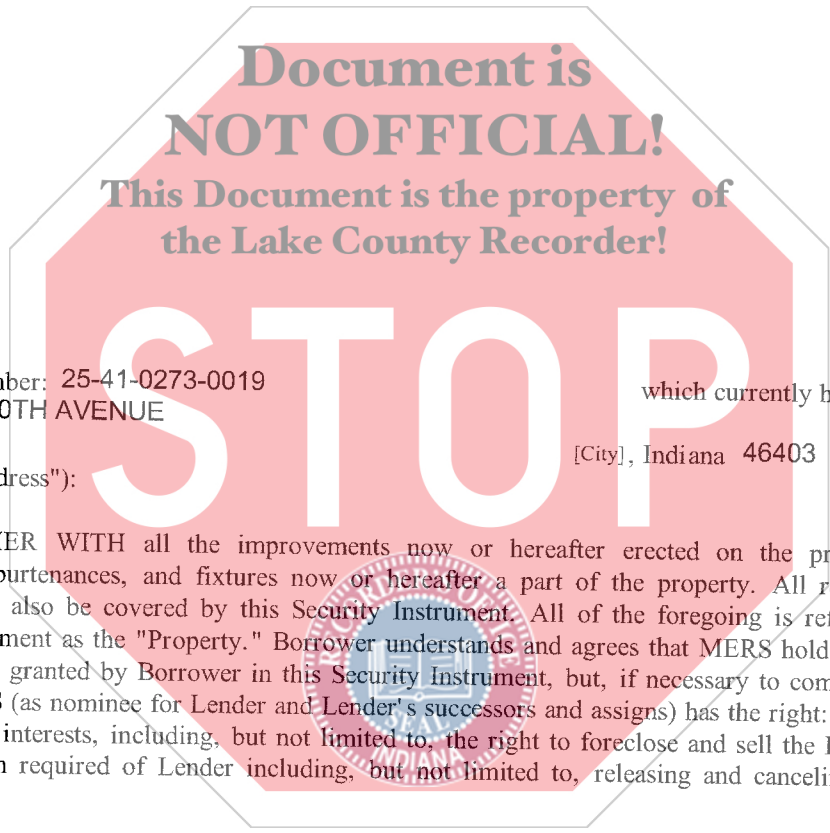 Document is
NOT OFFICIAL!
This Document is the property of
the Lake County Recorder!
STOP
nber: 25-41-0273-0019
which currently h
0TH AVENUE
[City], Indiana 46403
dress"):
ER WITH all the improvements now or hereafter erected on the pr
purtenances, and fixtures now or hereafter a part of the property. All r
also be covered by this Security Instrument. All of the foregoing is ref
ment as the "Property." Borrower understands and agrees that MERS hold
granted by Borrower in this Security Instrument, but, if necessary to com
S (as nominee for Lender and Lender's successors and assigns) has the right:
interests, including, but not limited to, the right to foreclose and sell the
n required of Lender including, but not limited to, releasing and canceli
RECORDER'S OFFICE
SEAL
INDIANA